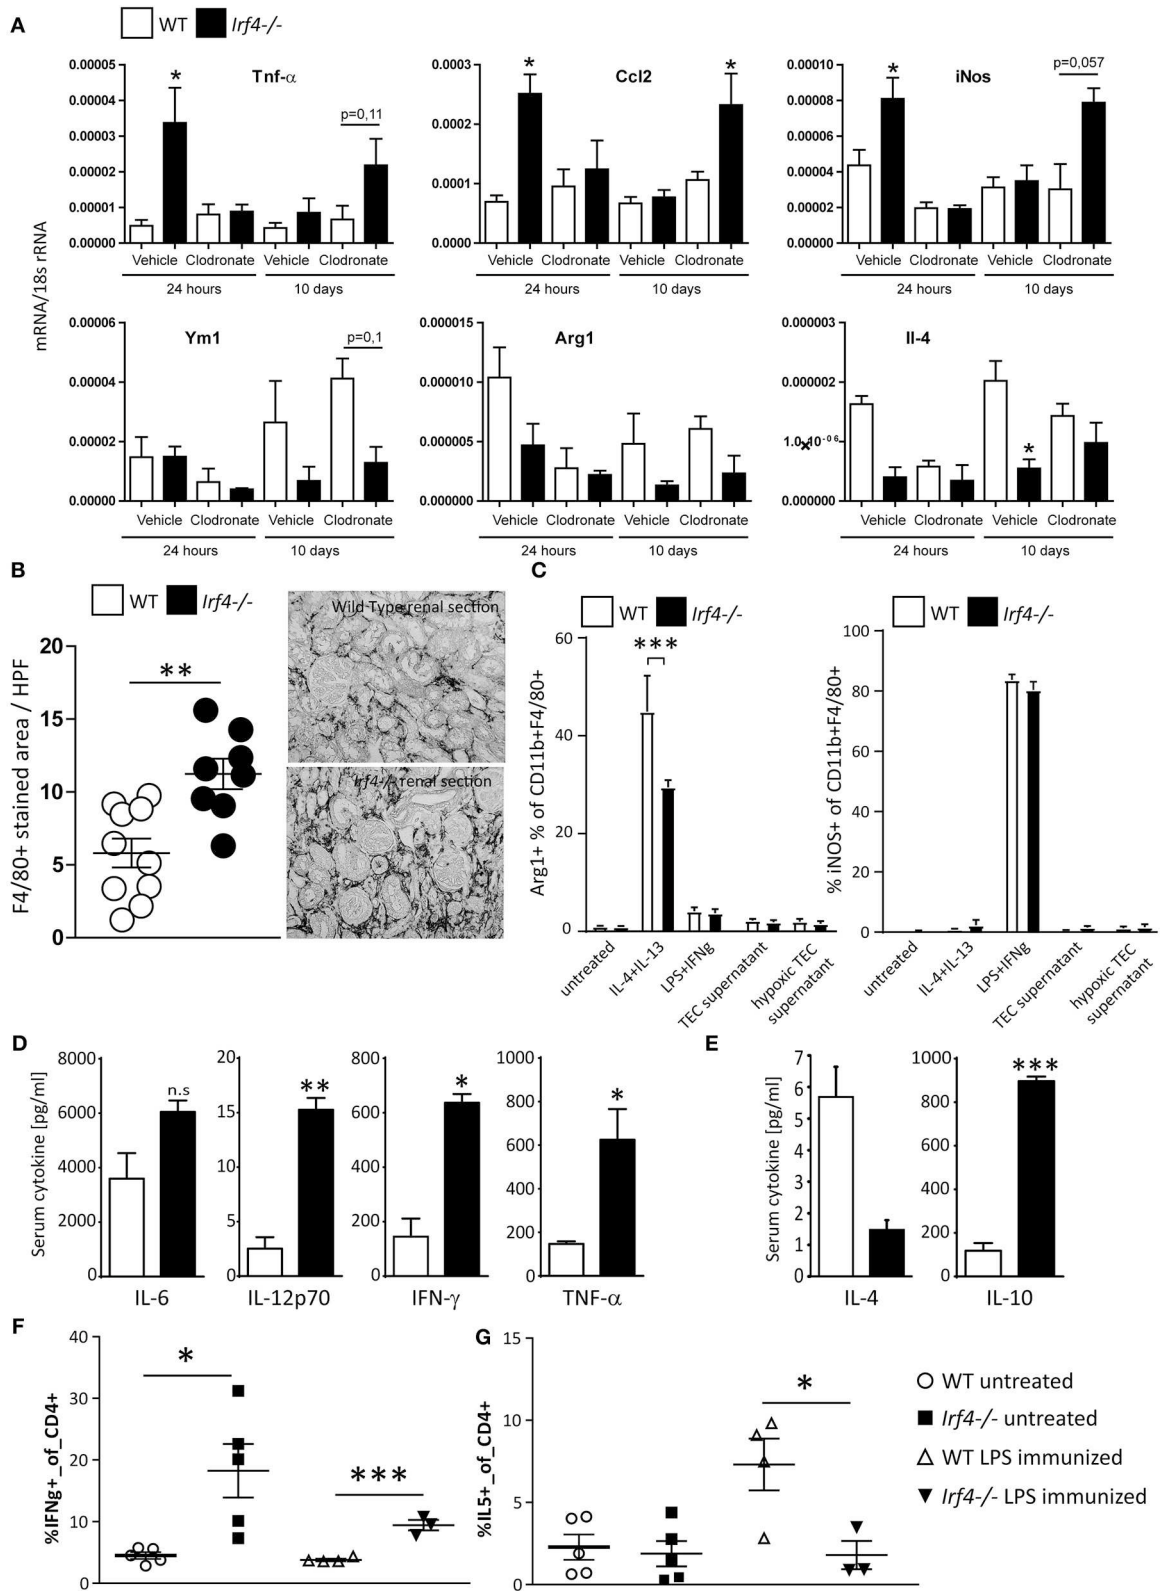 A
WT Irf4-/-
mRNA/18s rRNA
Tnf-α
0.00005
0.00004
0.00003
0.00002
0.00001
0.00000
*
p=0,11
Vehicle Clodronate Vehicle Clodronate
24 hours 10 days
Ccl2
0.0003
0.0002
0.0001
0.0000
*
*
Vehicle Clodronate Vehicle Clodronate
24 hours 10 days
iNos
0.00010
0.00008
0.00006
0.00004
0.00002
0.00000
*
p=0,057
Vehicle Clodronate Vehicle Clodronate
24 hours 10 days
Ym1
0.00006
0.00004
0.00002
0.00000
p=0,1
Vehicle Clodronate Vehicle Clodronate
24 hours 10 days
Arg1
0.000015
0.000010
0.000005
0.000000
Vehicle Clodronate Vehicle Clodronate
24 hours 10 days
Il-4
0.000003
0.000002
1.0×10-06
0.000000
*
Vehicle Clodronate Vehicle Clodronate
24 hours 10 days
B
WT Irf4-/-
F4/80+ stained area / HPF
20
15
10
5
0
**
Wild Type renal section
Irf4-/- renal section
C
WT Irf4-/-
Arg1+ % of CD11b+F4/80+
60
40
20
0
***
untreated
IL-4+IL-13
LPS+IFNg
TEC supernatant
hypoxic TEC
supernatant
WT Irf4-/-
% iNOS+ of CD11b+F4/80+
100
80
60
40
20
0
untreated
IL-4+IL-13
LPS+IFNg
TEC supernatant
hypoxic TEC
supernatant
D
Serum cytokine [pg/ml]
8000
6000
4000
2000
0
n.s
IL-6
20
15
10
5
0
**
IL-12p70
800
600
400
200
0
*
IFN-γ
1000
800
600
400
200
0
*
TNF-α
E
Serum cytokine [pg/ml]
7
6
5
4
3
2
1
0
IL-4
1000
800
600
400
200
0
***
IL-10
F
%IFNg+_of_CD4+
40
30
20
10
0
*
***
G
%IL5+_of_CD4+
15
10
5
0
*
WT untreated
Irf4-/- untreated
WT LPS immunized
Irf4-/- LPS immunized